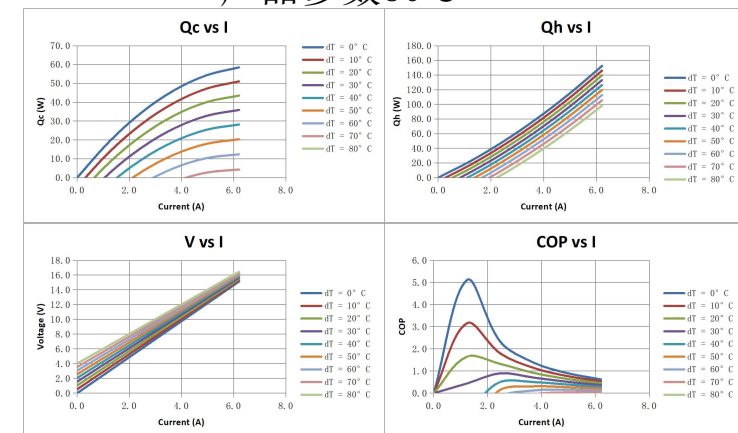 Qc vs I
70.0
60.0
50.0
40.0
30.0
20.0
10.0
0.0
Qc (W)
0.0 2.0 4.0 6.0 8.0
Current (A)
dT = 0° C
dT = 10° C
dT = 20° C
dT = 30° C
dT = 40° C
dT = 50° C
dT = 60° C
dT = 70° C
dT = 80° C
Qh vs I
180.0
160.0
140.0
120.0
100.0
80.0
60.0
40.0
20.0
0.0
Qh (W)
0.0 2.0 4.0 6.0 8.0
Current (A)
dT = 0° C
dT = 10° C
dT = 20° C
dT = 30° C
dT = 40° C
dT = 50° C
dT = 60° C
dT = 70° C
dT = 80° C
V vs I
18.0
16.0
14.0
12.0
10.0
8.0
6.0
4.0
2.0
0.0
Voltage (V)
0.0 2.0 4.0 6.0 8.0
Current (A)
dT = 0° C
dT = 10° C
dT = 20° C
dT = 30° C
dT = 40° C
dT = 50° C
dT = 60° C
dT = 70° C
dT = 80° C
COP vs I
6.0
5.0
4.0
3.0
2.0
1.0
0.0
COP
0.0 2.0 4.0 6.0 8.0
Current (A)
dT = 0° C
dT = 10° C
dT = 20° C
dT = 30° C
dT = 40° C
dT = 50° C
dT = 60° C
dT = 70° C
dT = 80° C